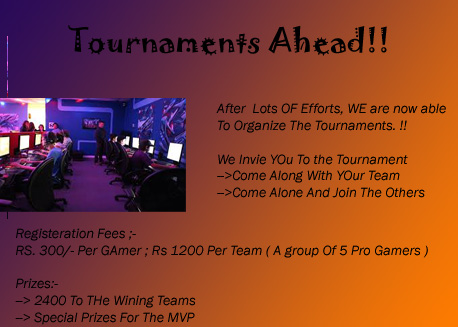 Tournaments Ahead!!
After Lots OF Efforts, WE are now able
To Organize The Tournaments. !!
We Invie YOu To the Tournament
-->Come Along With YOur Team
-->Come Alone And Join The Others
Registeration Fees ;-
RS. 300/- Per GAmer ; Rs 1200 Per Team ( A group Of 5 Pro Gamers )
Prizes:-
--> 2400 To THe Wining Teams
--> Special Prizes For The MVP